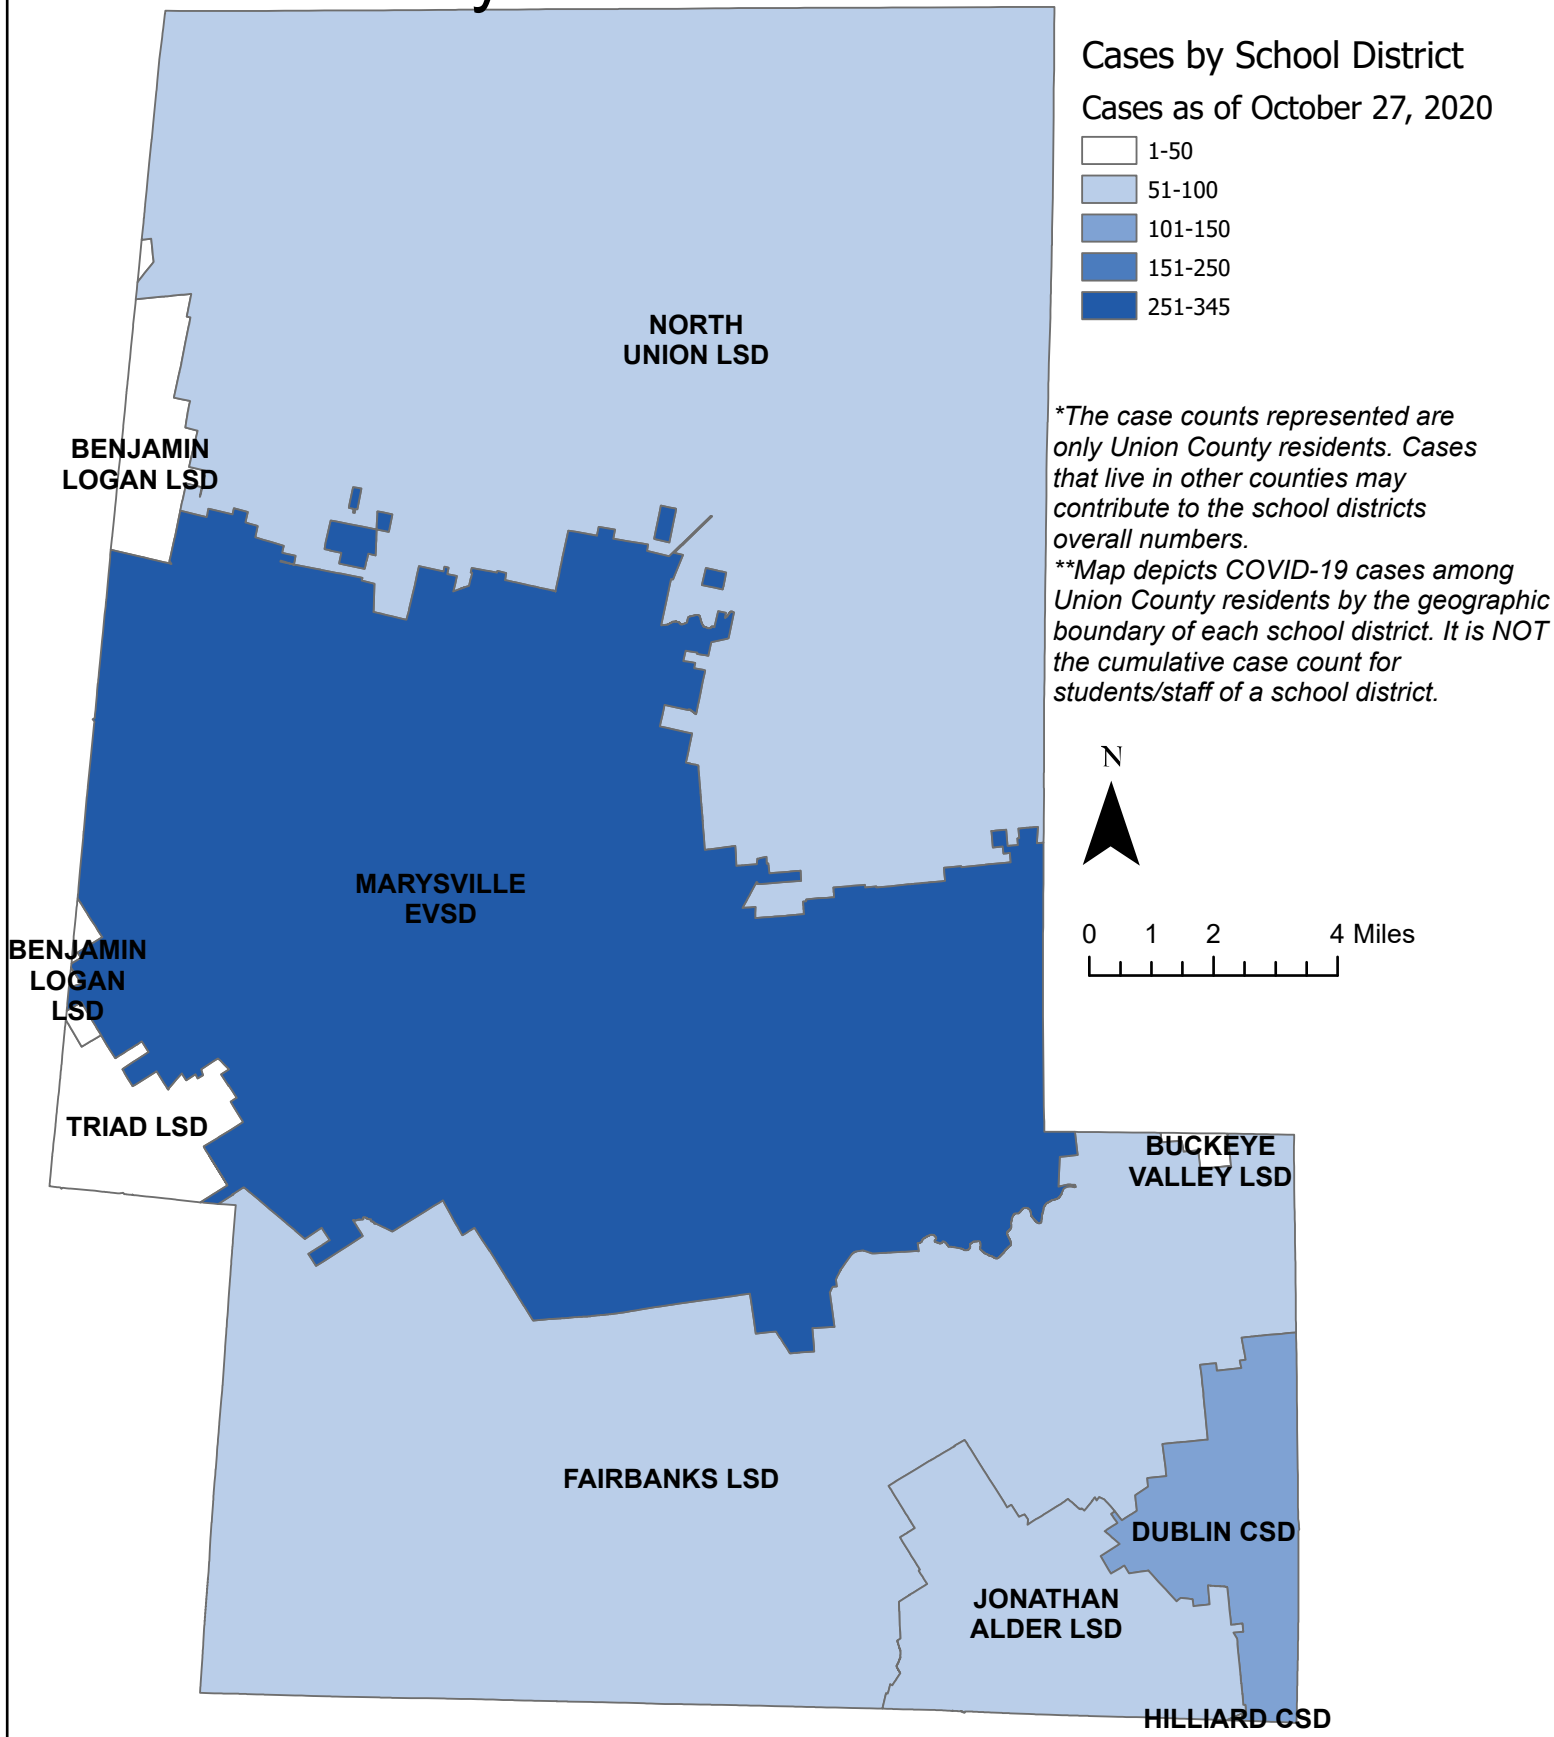 Cases by School District
Cases as of October 27, 2020
1-50
51-100
101-150
151-250
251-345
NORTH
UNION LSD
*The case counts represented are
only Union County residents. Cases
that live in other counties may
contribute to the school districts
overall numbers.
**Map depicts COVID-19 cases among
Union County residents by the geographic
boundary of each school district. It is NOT
the cumulative case count for
students/staff of a school district.
BENJAMIN
LOGAN LSD
N
MARYSVILLE
EVSD
0 1 2 4 Miles
BENJAMIN
LOGAN
LSD
TRIAD LSD
BUCKEYE
VALLEY LSD
FAIRBANKS LSD
DUBLIN CSD
JONATHAN
ALDER LSD
HILLIARD CSD